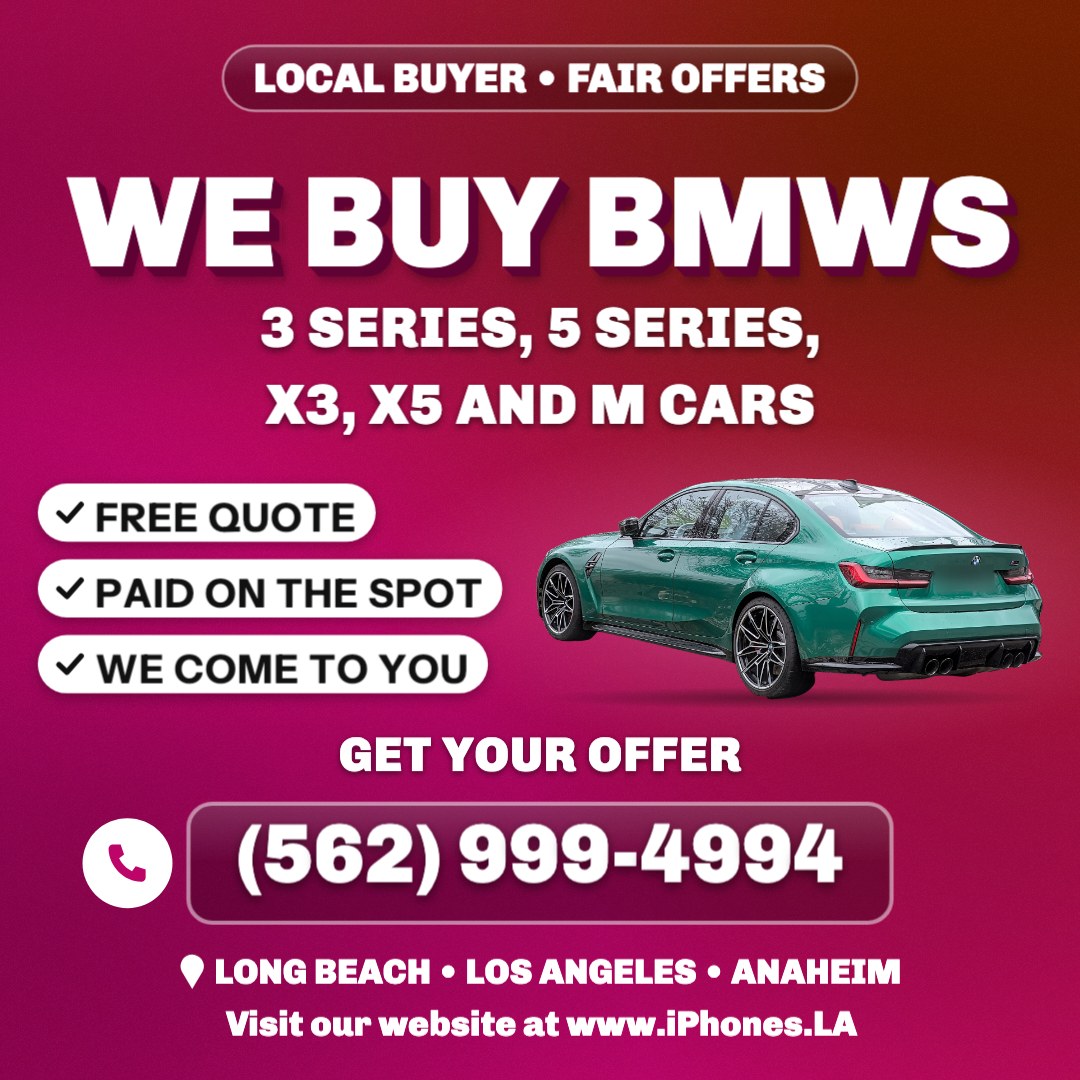 LOCAL BUYER • FAIR OFFERS
WE BUY BMWS
3 SERIES, 5 SERIES,
X3, X5 AND M CARS
FREE QUOTE
PAID ON THE SPOT
WE COME TO YOU
GET YOUR OFFER
(562) 999-4994
LONG BEACH • LOS ANGELES • ANAHEIM
Visit our website at www.iPhones.LA